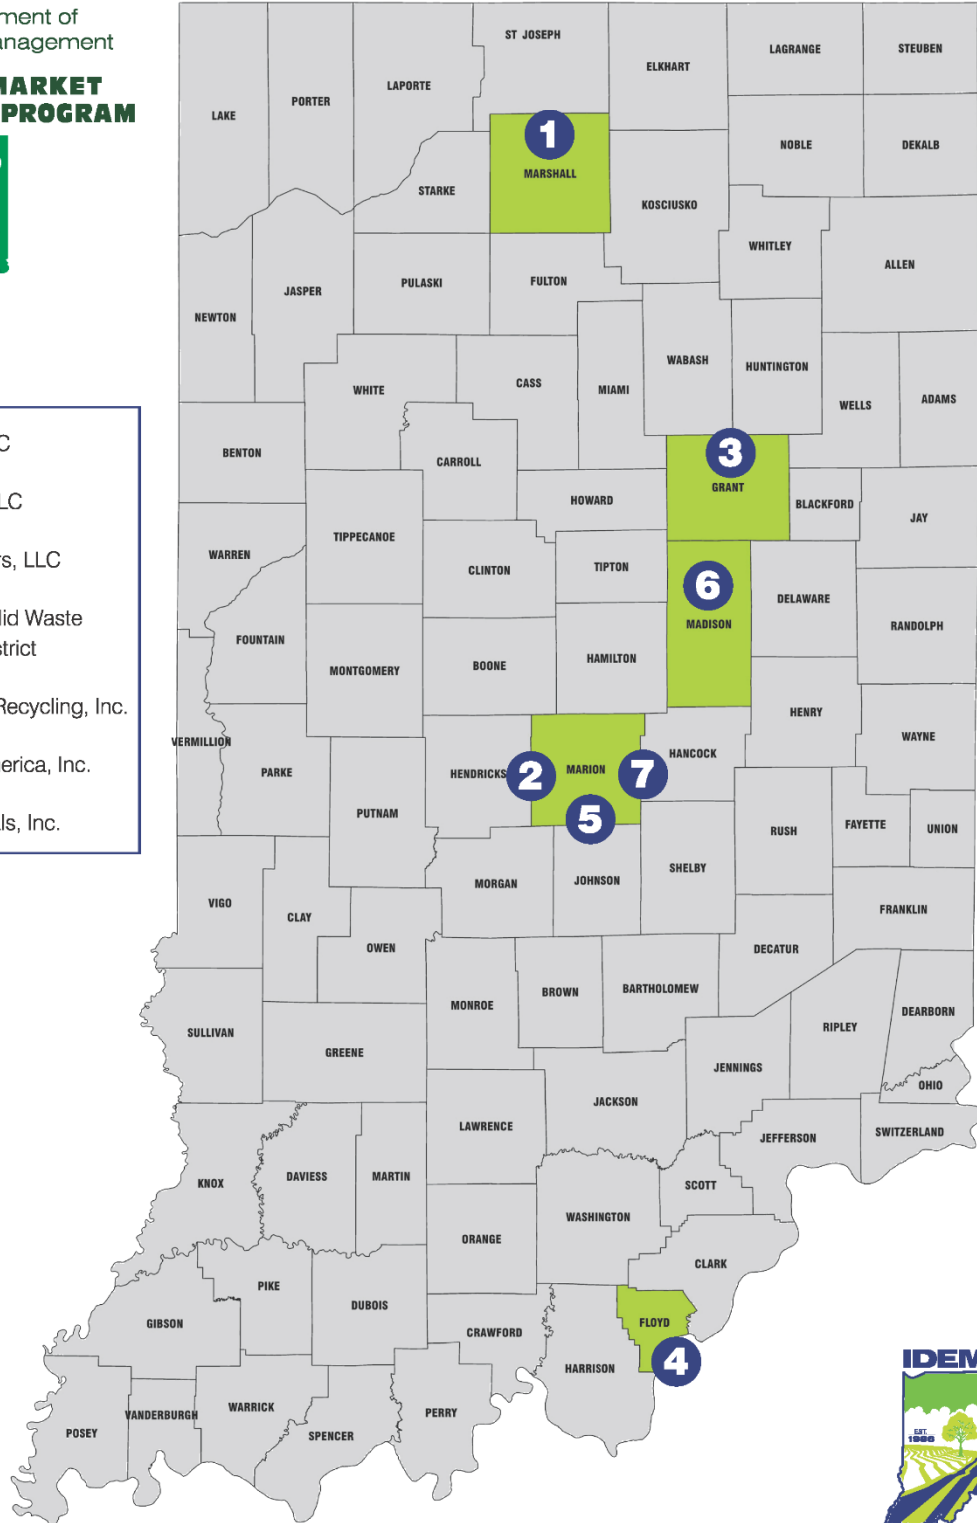 ment of
anagement
MARKET
PROGRAM
C
LC
rs, LLC
lid Waste
strict
Recycling, Inc.
erica, Inc.
ls, Inc.
ST JOSEPH
ELKHART
LAGRANGE
STEUBEN
LAKE
PORTER
LAPORTE
1
MARSHALL
NOBLE
DEKALB
STARKE
KOSCIUSKO
WHITLEY
ALLEN
NEWTON
JASPER
PULASKI
FULTON
WHITE
CASS
MIAMI
WABASH
HUNTINGTON
WELLS
ADAMS
BENTON
CARROLL
3
GRANT
HOWARD
BLACKFORD
JAY
WARREN
TIPPECANOE
CLINTON
TIPTON
6
MADISON
DELAWARE
RANDOLPH
FOUNTAIN
MONTGOMERY
BOONE
HAMILTON
HENRY
WAYNE
VERMILLION
PARKE
PUTNAM
HENDRICKS
2
MARION
7
HANCOCK
5
RUSH
FAYETTE
UNION
VIGO
CLAY
OWEN
MORGAN
JOHNSON
SHELBY
FRANKLIN
DECATUR
SULLIVAN
GREENE
MONROE
BROWN
BARTHOLOMEW
JENNINGS
RIPLEY
DEARBORN
OHIO
KNOX
DAVIESS
MARTIN
LAWRENCE
JACKSON
JEFFERSON
SWITZERLAND
SCOTT
WASHINGTON
ORANGE
CLARK
GIBSON
PIKE
DUBOIS
CRAWFORD
HARRISON
FLOYD
4
POSEY
VANDERBURGH
WARRICK
SPENCER
PERRY
IDEM
EST.
1986